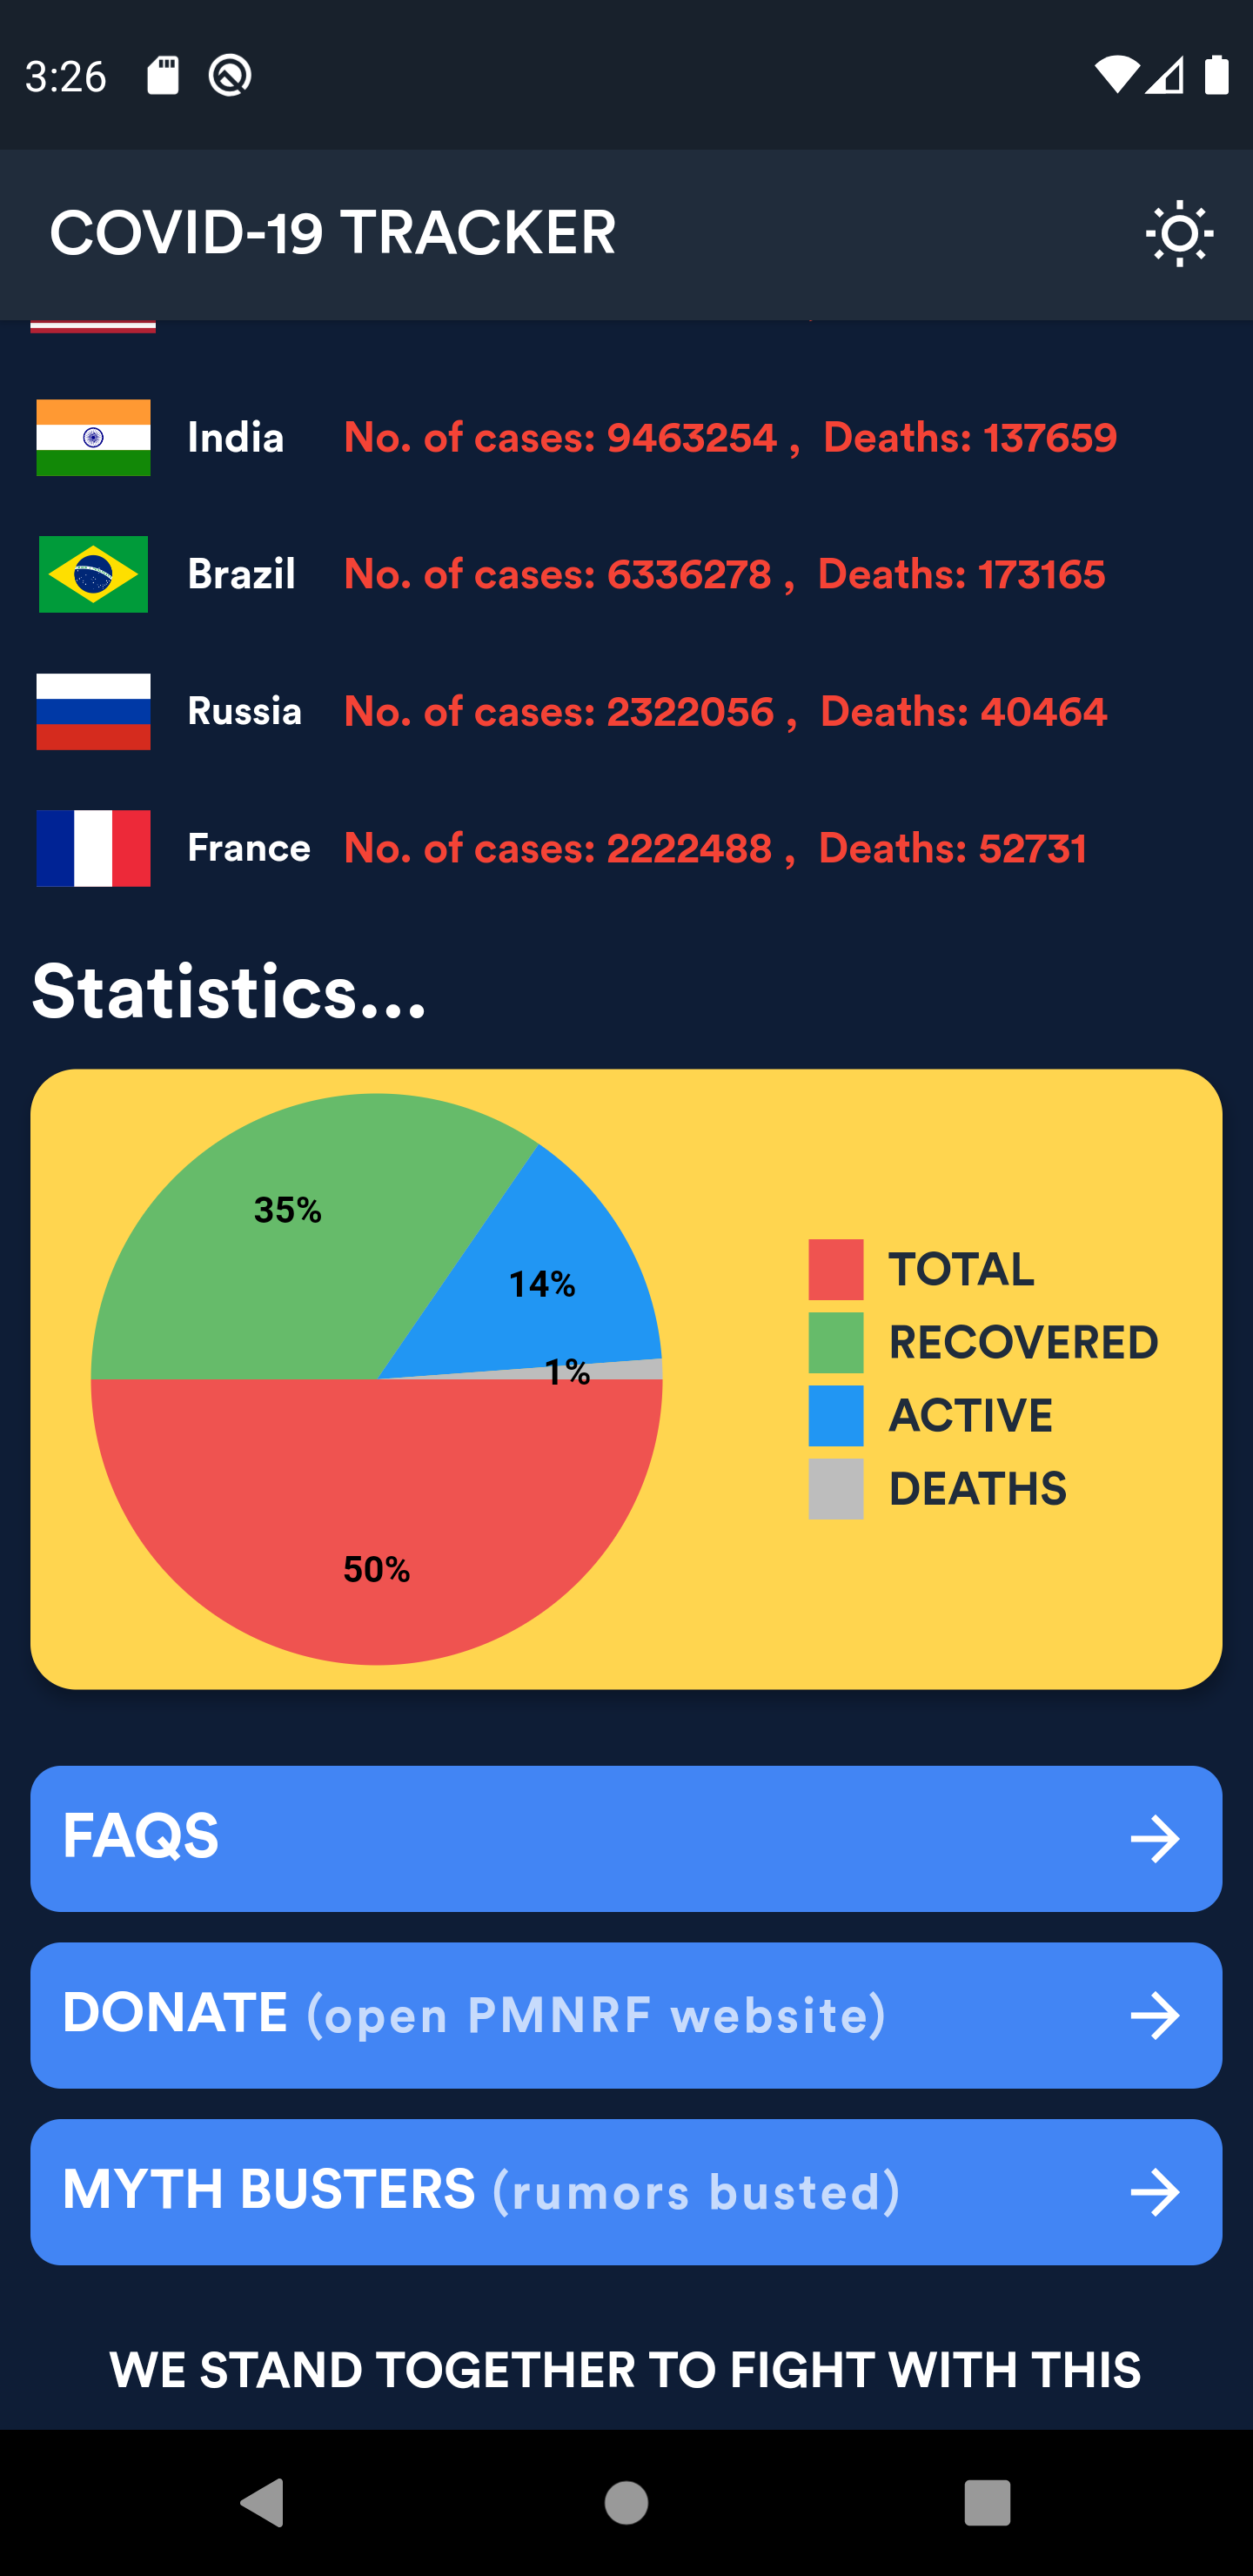 3:26
COVID-19 TRACKER
India No. of cases: 9463254 , Deaths: 137659
Brazil No. of cases: 6336278 , Deaths: 173165
Russia No. of cases: 2322056 , Deaths: 40464
France No. of cases: 2222488 , Deaths: 52731
Statistics...
35%
14%
1%
50%
TOTAL
RECOVERED
ACTIVE
DEATHS
FAQS
DONATE (open PMNRF website)
MYTH BUSTERS (rumors busted)
WE STAND TOGETHER TO FIGHT WITH THIS